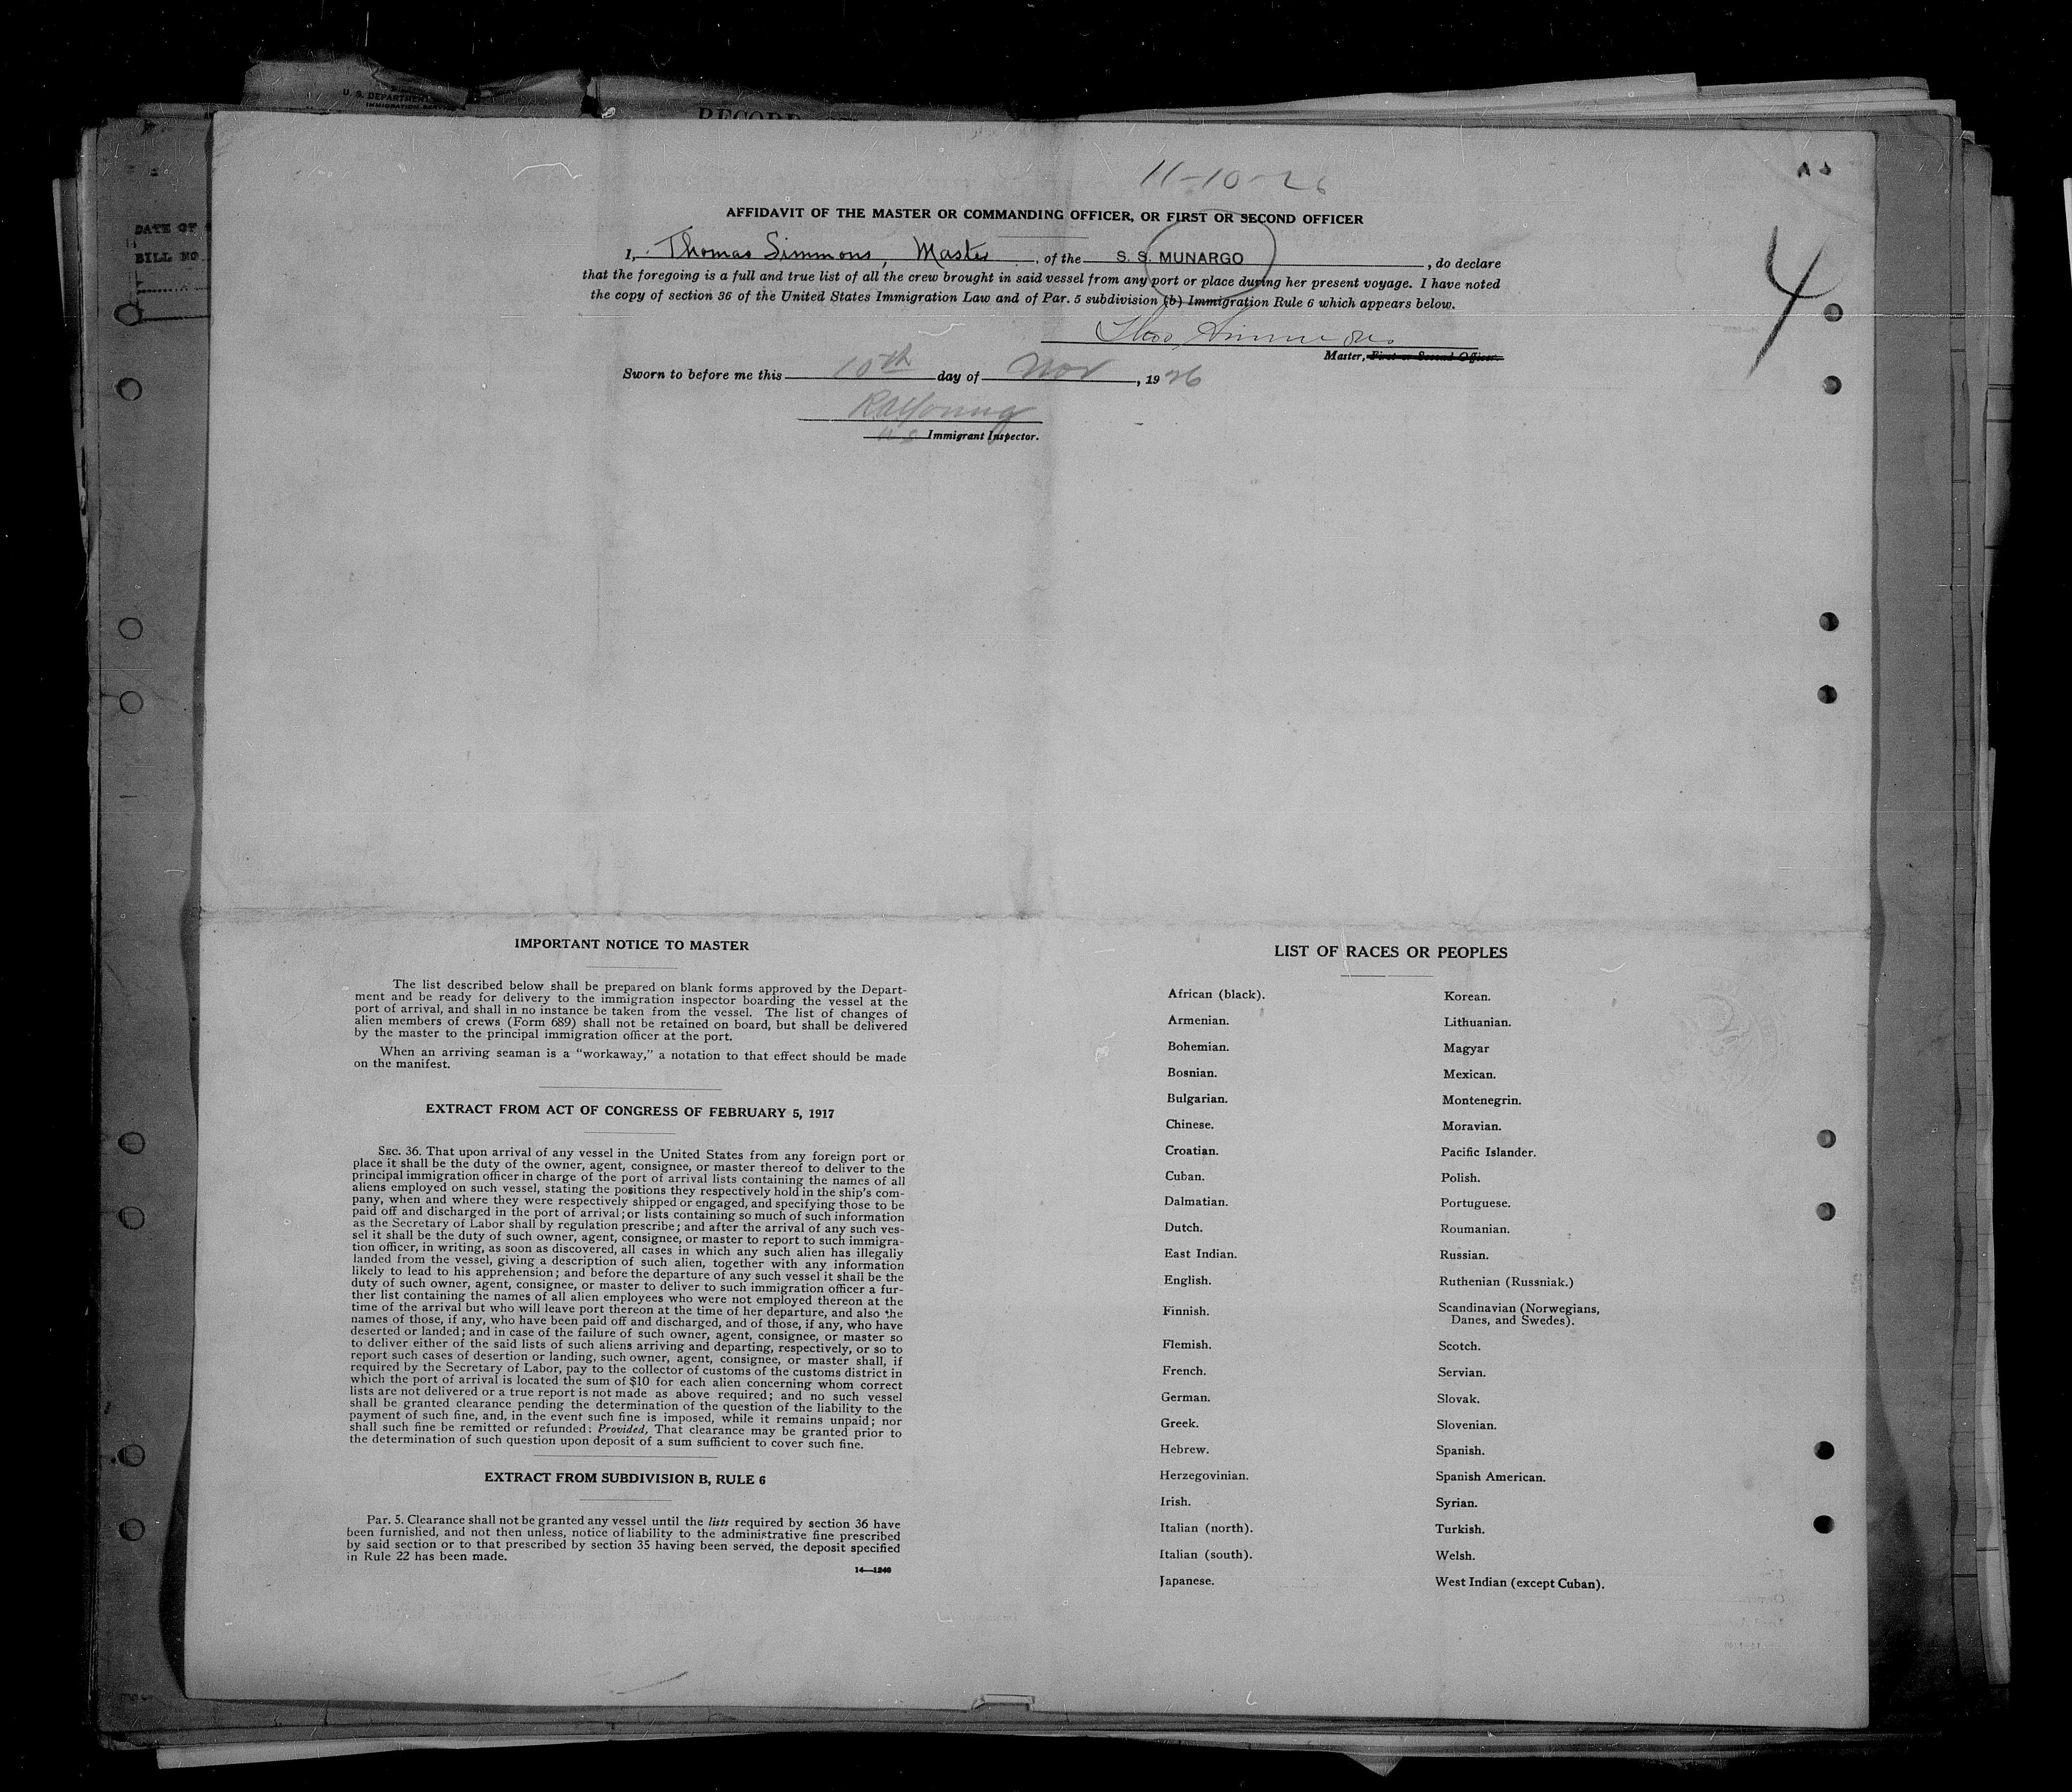 U. S. DEPARTMENT
IMMIGRATION SERVICE
RECORD
DATE OF
BILL NO.
11-10-26
4
AFFIDAVIT OF THE MASTER OR COMMANDING OFFICER, OR FIRST OR SECOND OFFICER
I, Thomas Simmons, Master, of the S. S. MUNARGO, do declare
that the foregoing is a full and true list of all the crew brought in said vessel from any port or place during her present voyage. I have noted
the copy of section 36 of the United States Immigration Law and of Par. 5 subdivision (b) Immigration Rule 6 which appears below.
Thos Simmons
Master, First or Second Officer.
Sworn to before me this 10th day of Nov, 1926
RAYoung
U S Immigrant Inspector.
IMPORTANT NOTICE TO MASTER
The list described below shall be prepared on blank forms approved by the Depart-
ment and be ready for delivery to the immigration inspector boarding the vessel at the
port of arrival, and shall in no instance be taken from the vessel. The list of changes of
alien members of crews (Form 689) shall not be retained on board, but shall be delivered
by the master to the principal immigration officer at the port.
When an arriving seaman is a "workaway," a notation to that effect should be made
on the manifest.
EXTRACT FROM ACT OF CONGRESS OF FEBRUARY 5, 1917
SEC. 36. That upon arrival of any vessel in the United States from any foreign port or
place it shall be the duty of the owner, agent, consignee, or master thereof to deliver to the
principal immigration officer in charge of the port of arrival lists containing the names of all
aliens employed on such vessel, stating the positions they respectively hold in the ship's com-
pany, when and where they were respectively shipped or engaged, and specifying those to be
paid off and discharged in the port of arrival; or lists containing so much of such information
as the Secretary of Labor shall by regulation prescribe; and after the arrival of any such ves-
sel it shall be the duty of such owner, agent, consignee, or master to report to such immigra-
tion officer, in writing, as soon as discovered, all cases in which any such alien has illegally
landed from the vessel, giving a description of such alien, together with any information
likely to lead to his apprehension; and before the departure of any such vessel it shall be the
duty of such owner, agent, consignee, or master to deliver to such immigration officer a fur-
ther list containing the names of all alien employees who were not employed thereon at the
time of the arrival but who will leave port thereon at the time of her departure, and also the
names of those, if any, who have been paid off and discharged, and of those, if any, who have
deserted or landed; and in case of the failure of such owner, agent, consignee, or master so
to deliver either of the said lists of such aliens arriving and departing, respectively, or so to
report such cases of desertion or landing, such owner, agent, consignee, or master shall, if
required by the Secretary of Labor, pay to the collector of customs of the customs district in
which the port of arrival is located the sum of $10 for each alien concerning whom correct
lists are not delivered or a true report is not made as above required; and no such vessel
shall be granted clearance pending the determination of the question of the liability to the
payment of such fine, and, in the event such fine is imposed, while it remains unpaid; nor
shall such fine be remitted or refunded: Provided, That clearance may be granted prior to
the determination of such question upon deposit of a sum sufficient to cover such fine.
EXTRACT FROM SUBDIVISION B, RULE 6
Par. 5. Clearance shall not be granted any vessel until the lists required by section 36 have
been furnished, and not then unless, notice of liability to the administrative fine prescribed
by said section or to that prescribed by section 35 having been served, the deposit specified
in Rule 22 has been made.
14—1240
LIST OF RACES OR PEOPLES
African (black).
Armenian.
Bohemian.
Bosnian.
Bulgarian.
Chinese.
Croatian.
Cuban.
Dalmatian.
Dutch.
East Indian.
English.
Finnish.
Flemish.
French.
German.
Greek.
Hebrew.
Herzegovinian.
Irish.
Italian (north).
Italian (south).
Japanese.
Korean.
Lithuanian.
Magyar
Mexican.
Montenegrin.
Moravian.
Pacific Islander.
Polish.
Portuguese.
Roumanian.
Russian.
Ruthenian (Russniak.)
Scandinavian (Norwegians,
Danes, and Swedes).
Scotch.
Servian.
Slovak.
Slovenian.
Spanish.
Spanish American.
Syrian.
Turkish.
Welsh.
West Indian (except Cuban).